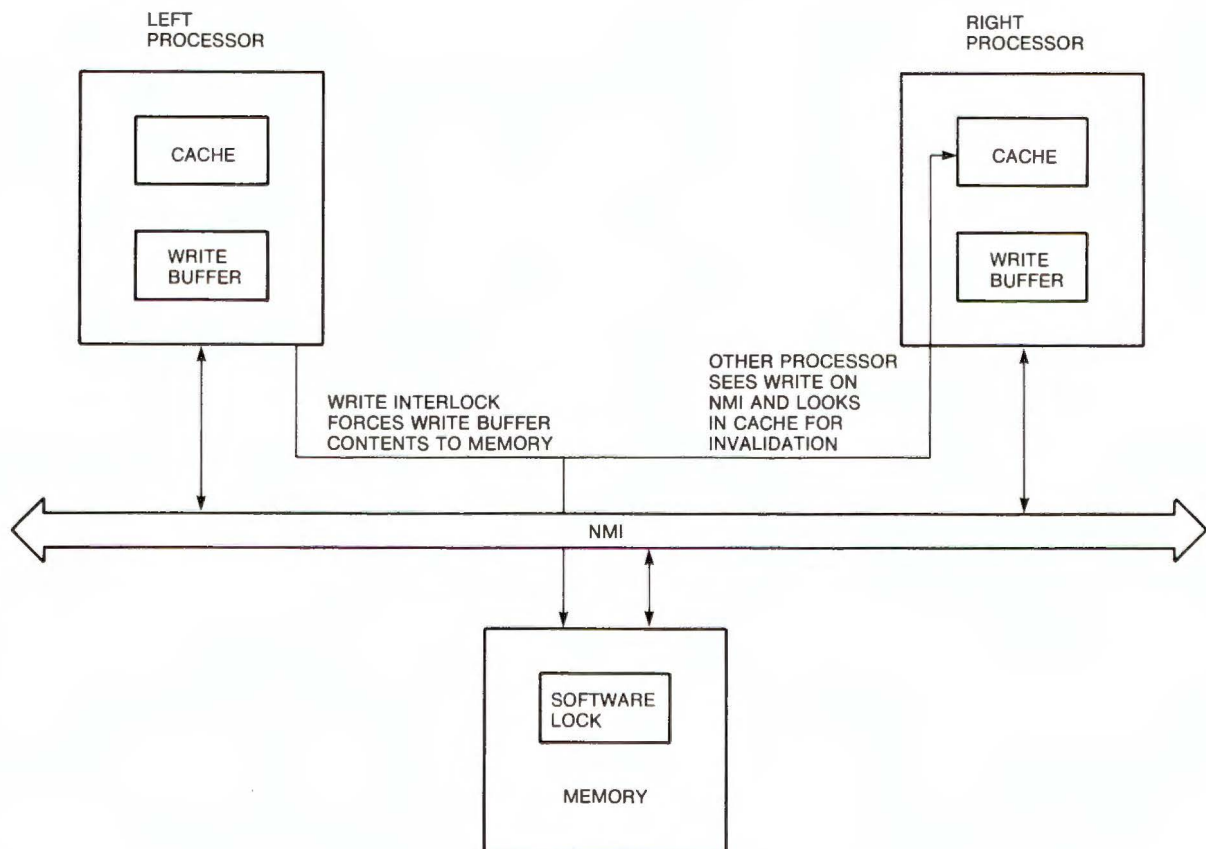 LEFT
PROCESSOR
RIGHT
PROCESSOR
CACHE
CACHE
WRITE
BUFFER
WRITE
BUFFER
WRITE INTERLOCK
FORCES WRITE BUFFER
CONTENTS TO MEMORY
OTHER PROCESSOR
SEES WRITE ON
NMI AND LOOKS
IN CACHE FOR
INVALIDATION
NMI
SOFTWARE
LOCK
MEMORY